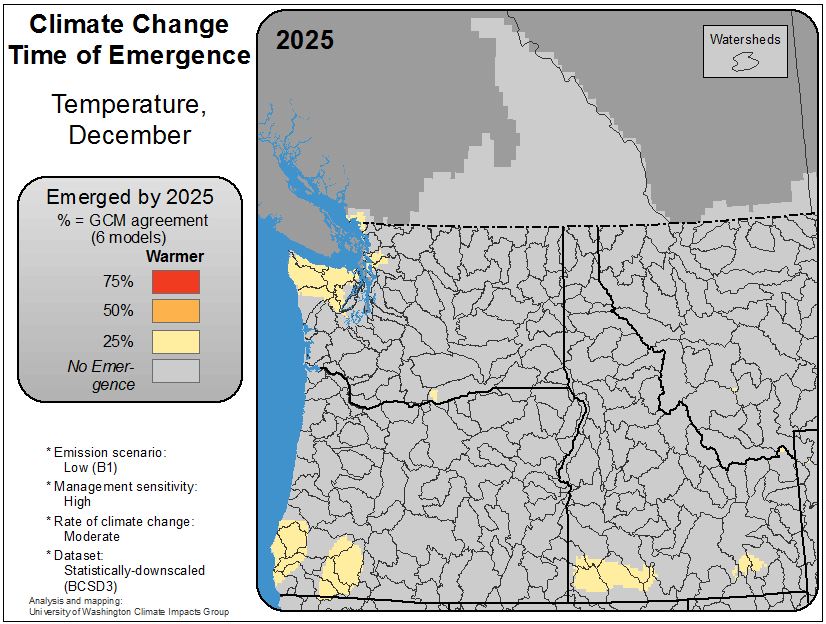 Climate Change
Time of Emergence
Temperature,
December
Emerged by 2025
% = GCM agreement
(6 models)
Warmer
75%
50%
25%
No Emer-
gence
* Emission scenario:
Low (B1)
* Management sensitivity:
High
* Rate of climate change:
Moderate
* Dataset:
Statistically-downscaled
(BCSD3)
Analysis and mapping:
University of Washington Climate Impacts Group
2025
Watersheds